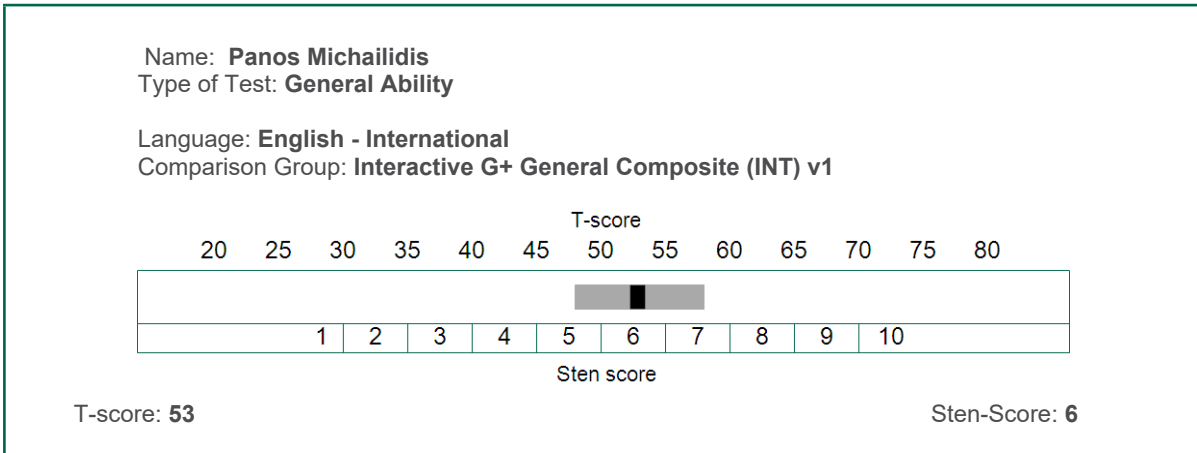 Name: Panos Michailidis
Type of Test: General Ability
Language: English - International
Comparison Group: Interactive G+ General Composite (INT) v1
T-score
20 25 30 35 40 45 50 55 60 65 70 75 80
1 2 3 4 5 6 7 8 9 10
Sten score
T-score: 53 Sten-Score: 6